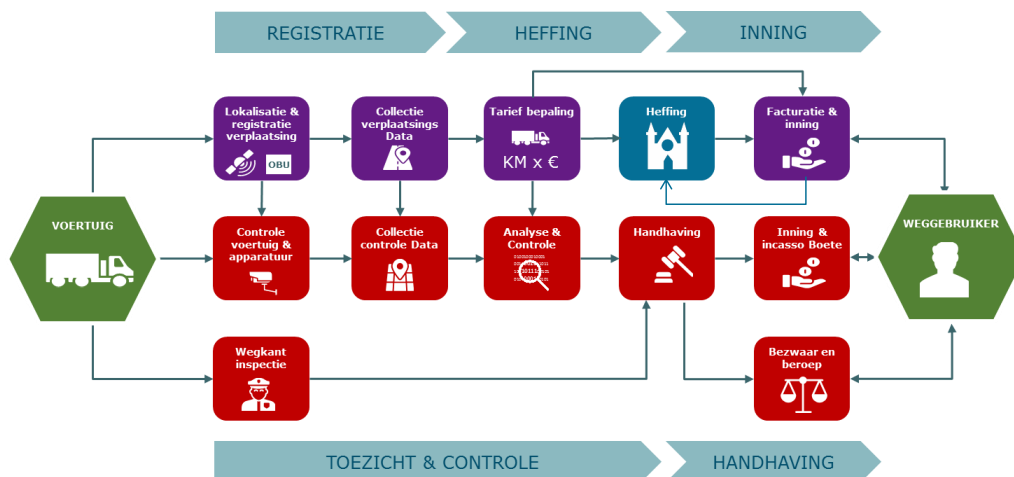 REGISTRATIE
HEFFING
INNING
Lokalisatie &
registratie
verplaatsing
OBU
Collectie
verplaatsings
Data
Tarief bepaling
KM x €
Heffing
Facturatie &
inning
VOERTUIG
Controle
voertuig &
apparatuur
Collectie
controle Data
Analyse &
Controle
Handhaving
Inning &
incasso Boete
WEGGEBRUIKER
Wegkant
inspectie
Bezwaar en
beroep
TOEZICHT & CONTROLE
HANDHAVING